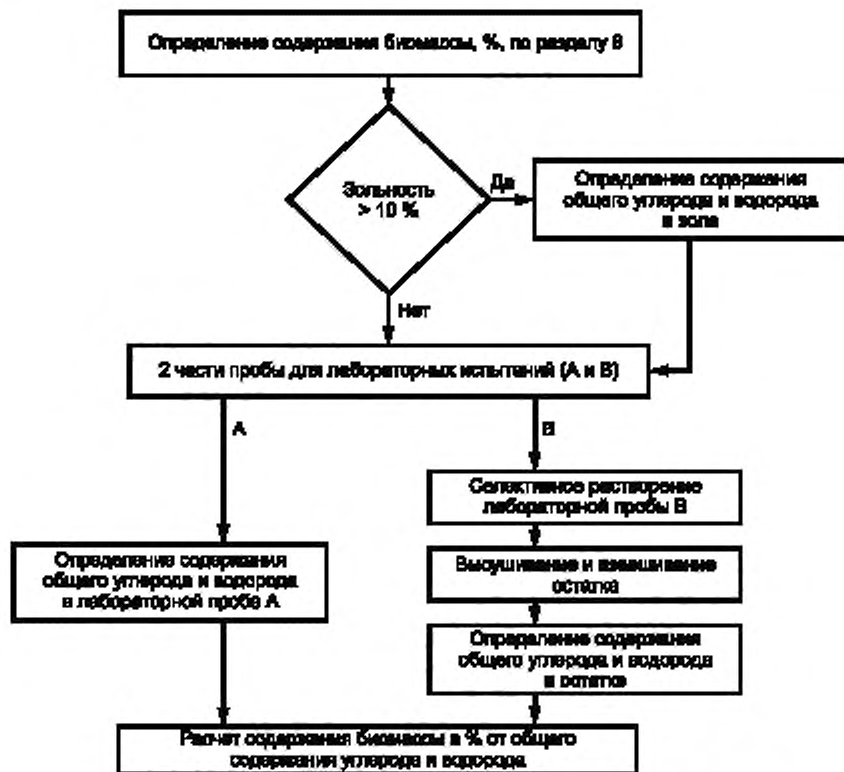 Определение содержания биомассы, %, по разделу 8
Зольность
> 10 %
Да
Определение содержания
общего углерода и водорода
в золе
Нет
2 части пробы для лабораторных испытаний (А и В)
А
В
Селективное растворение
лабораторной пробы В
Определение содержания
общего углерода и водорода
в лабораторной пробе А
Высушивание и взвешивание
остатка
Определение содержания
общего углерода и водорода
в остатке
Расчет содержания биомассы в % от общего
содержания углерода и водорода